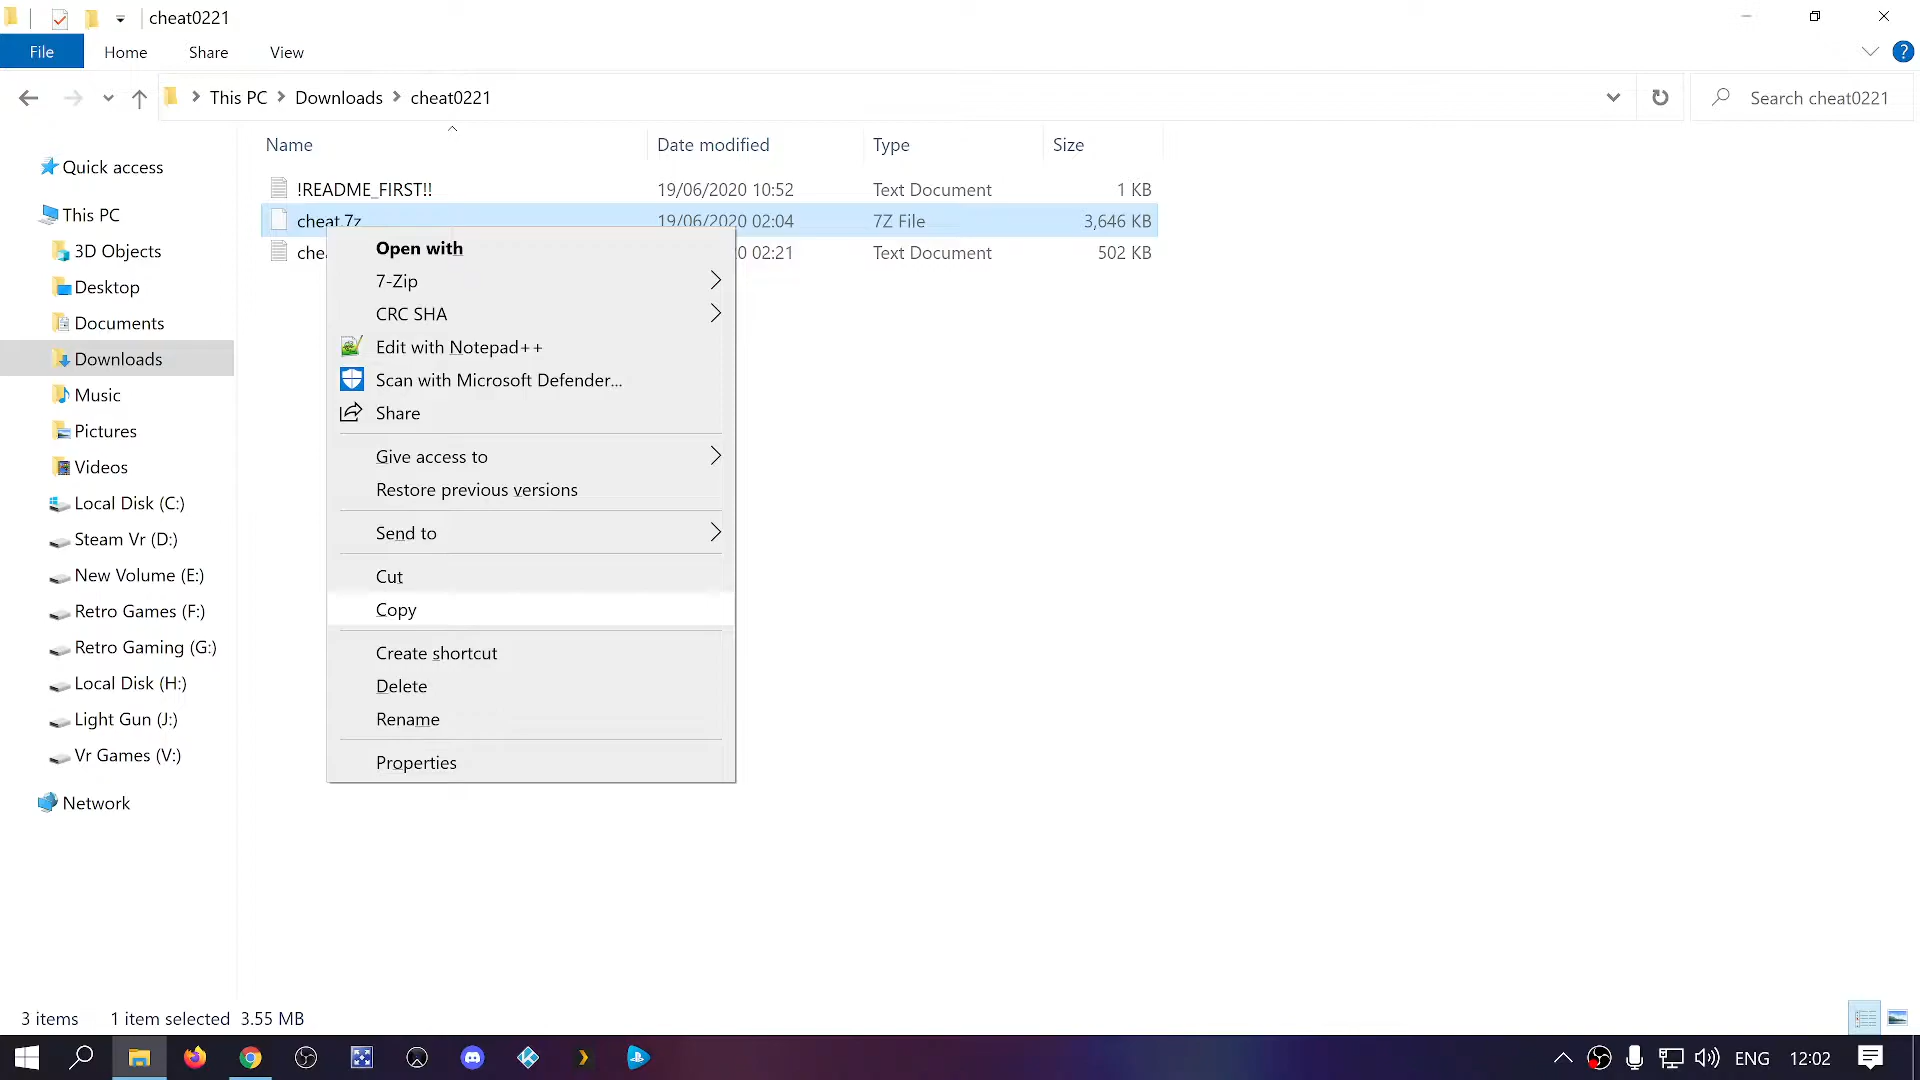 cheat0221
File Home Share View
This PC Downloads cheat0221
Search cheat0221
Name Date modified Type Size
!README_FIRST!! 19/06/2020 10:52 Text Document 1 KB
cheat.7z 19/06/2020 02:04 7Z File 3,646 KB
02:21 Text Document 502 KB
Quick access
This PC
3D Objects
Desktop
Documents
Downloads
Music
Pictures
Videos
Local Disk (C:)
Steam Vr (D:)
New Volume (E:)
Retro Games (F:)
Retro Gaming (G:)
Local Disk (H:)
Light Gun (J:)
Vr Games (V:)
Network
Open with
7-Zip
CRC SHA
Edit with Notepad++
Scan with Microsoft Defender...
Share
Give access to
Restore previous versions
Send to
Cut
Copy
Create shortcut
Delete
Rename
Properties
3 items 1 item selected 3.55 MB
ENG 12:02